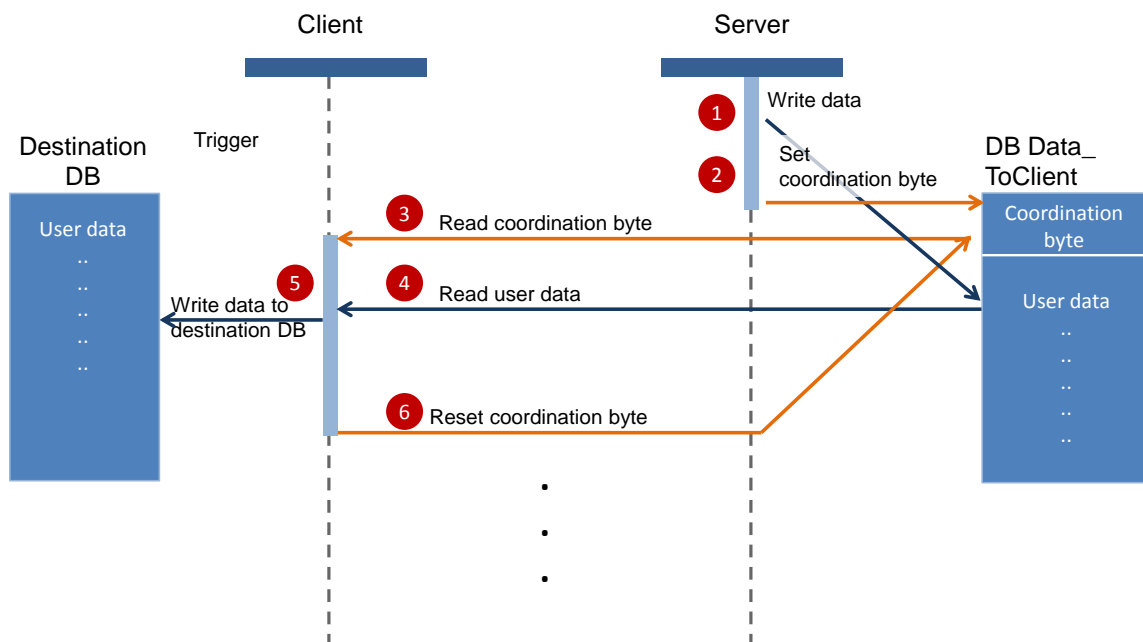 Client
Server
1
Write data
Trigger
Destination
DB
2
Set
coordination byte
DB Data_
ToClient
User data
..
..
..
..
..
3
Read coordination byte
Coordination
byte
5
Write data to
destination DB
4
Read user data
User data
..
..
..
..
..
6
Reset coordination byte